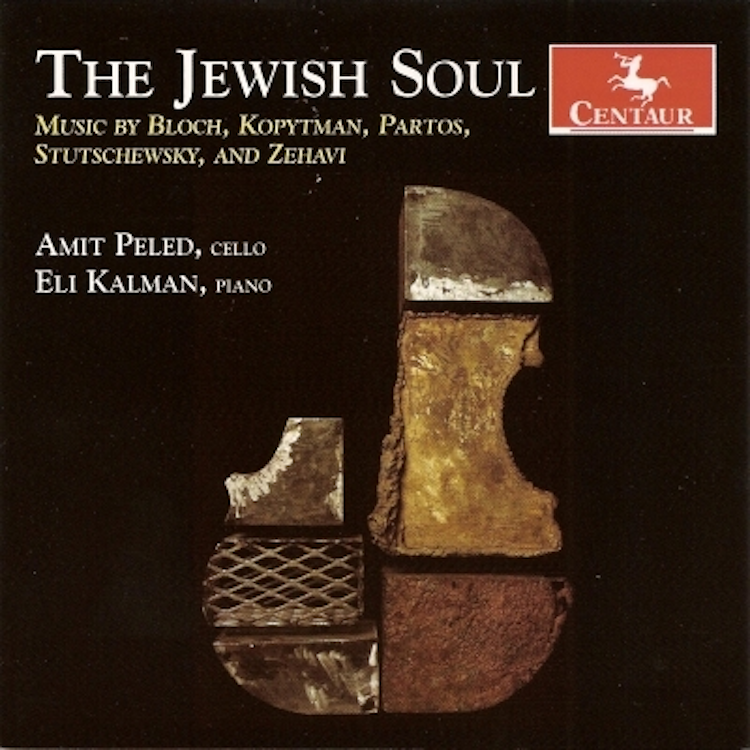 THE JEWISH SOUL
MUSIC BY BLOCH, KOPYTMAN, PARTOS,
STUTSCHEWSKY, AND ZEHAVI
CENTAUR
AMIT PELED, CELLO
ELI KALMAN, PIANO